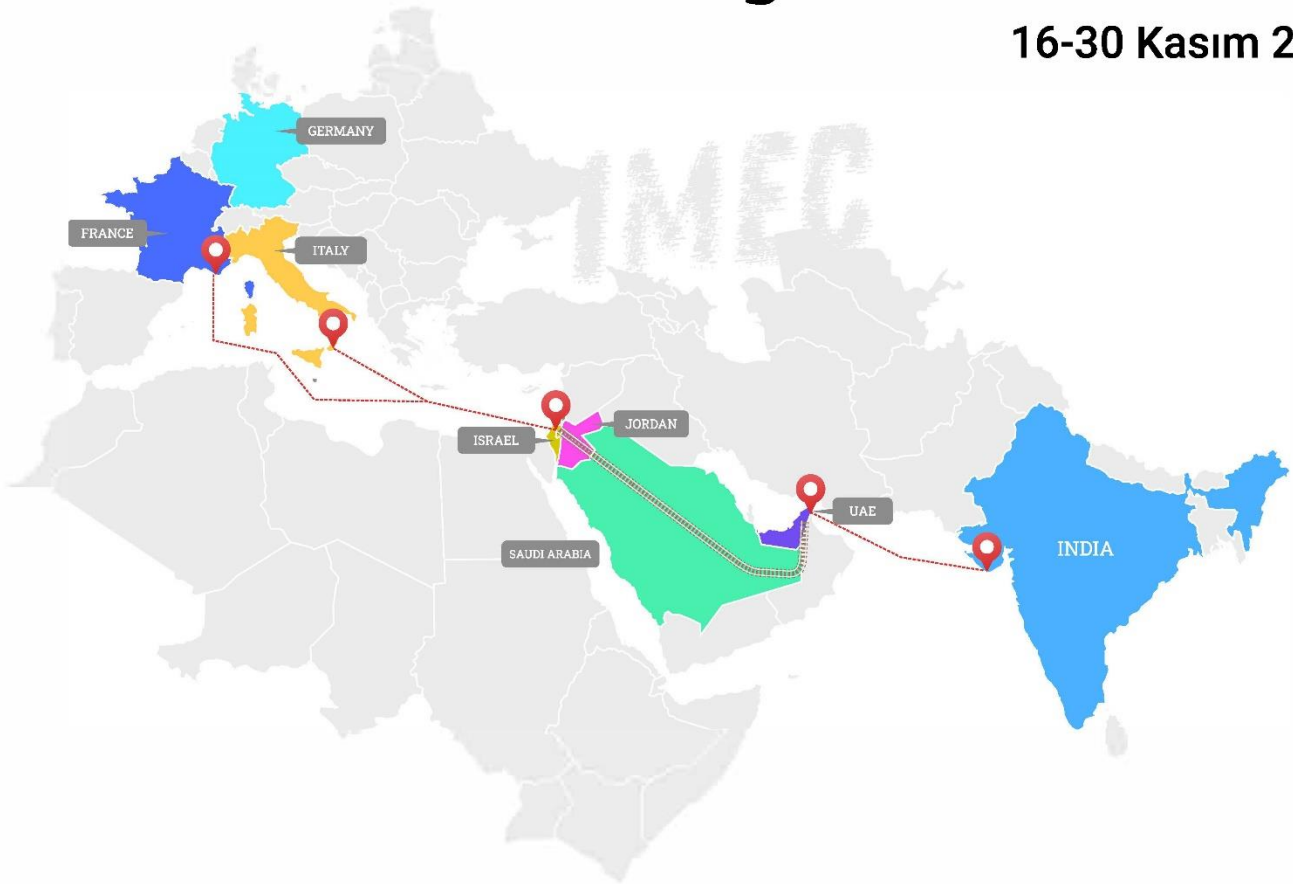 16-30 Kasım 2
GERMANY
IMEC
FRANCE
ITALY
JORDAN
ISRAEL
UAE
SAUDI ARABIA
INDIA